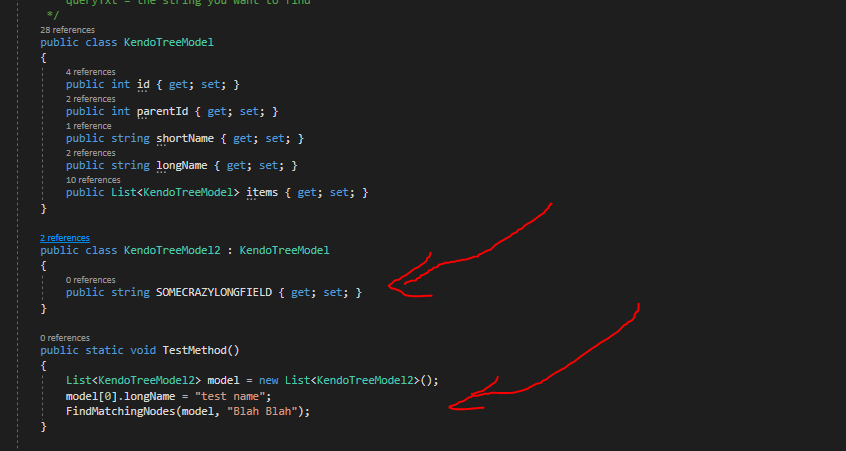 queryTxt = the string you want to find
*/
28 references
public class KendoTreeModel
{
4 references
public int id { get; set; }
2 references
public int parentId { get; set; }
1 reference
public string shortName { get; set; }
2 references
public string longName { get; set; }
10 references
public List<KendoTreeModel> items { get; set; }
}
2 references
public class KendoTreeModel2 : KendoTreeModel
{
0 references
public string SOMECRAZYLONGFIELD { get; set; }
}
0 references
public static void TestMethod()
{
List<KendoTreeModel2> model = new List<KendoTreeModel2>();
model[0].longName = "test name";
FindMatchingNodes(model, "Blah Blah");
}